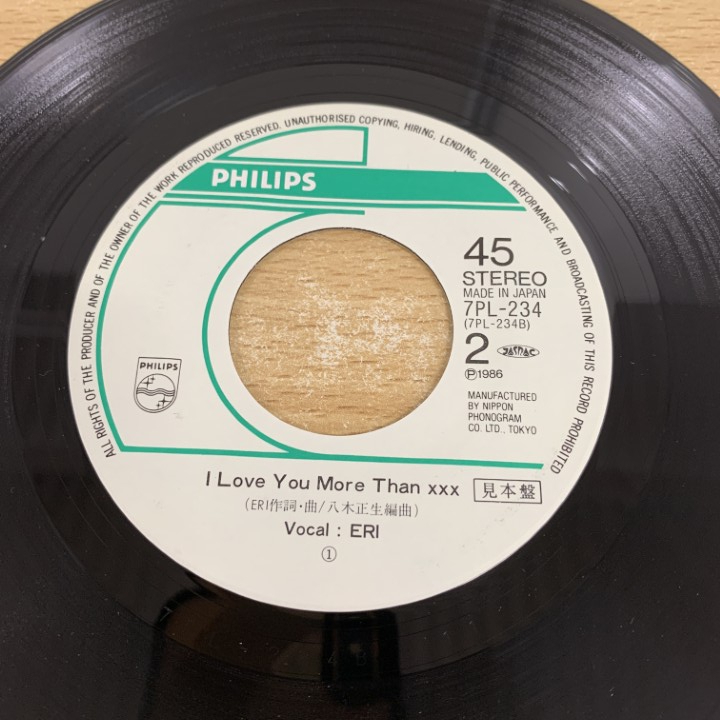 ALL RIGHTS OF THE PRODUCER AND OF THE OWNER OF THE WORK REPRODUCED RESERVED. UNAUTHORISED COPYING, HIRING, LENDING, PUBLIC PERFORMANCE AND BROADCASTING OF THIS RECORD PROHIBITED
PHILIPS
45
STEREO
MADE IN JAPAN
7PL-234
(7PL-234B)
2
PHILIPS
℗1986
MANUFACTURED
BY NIPPON
PHONOGRAM
CO. LTD., TOKYO
I Love You More Than xxx 見本盤
(ERI作詞・曲/八木正生編曲)
Vocal : ERI
①